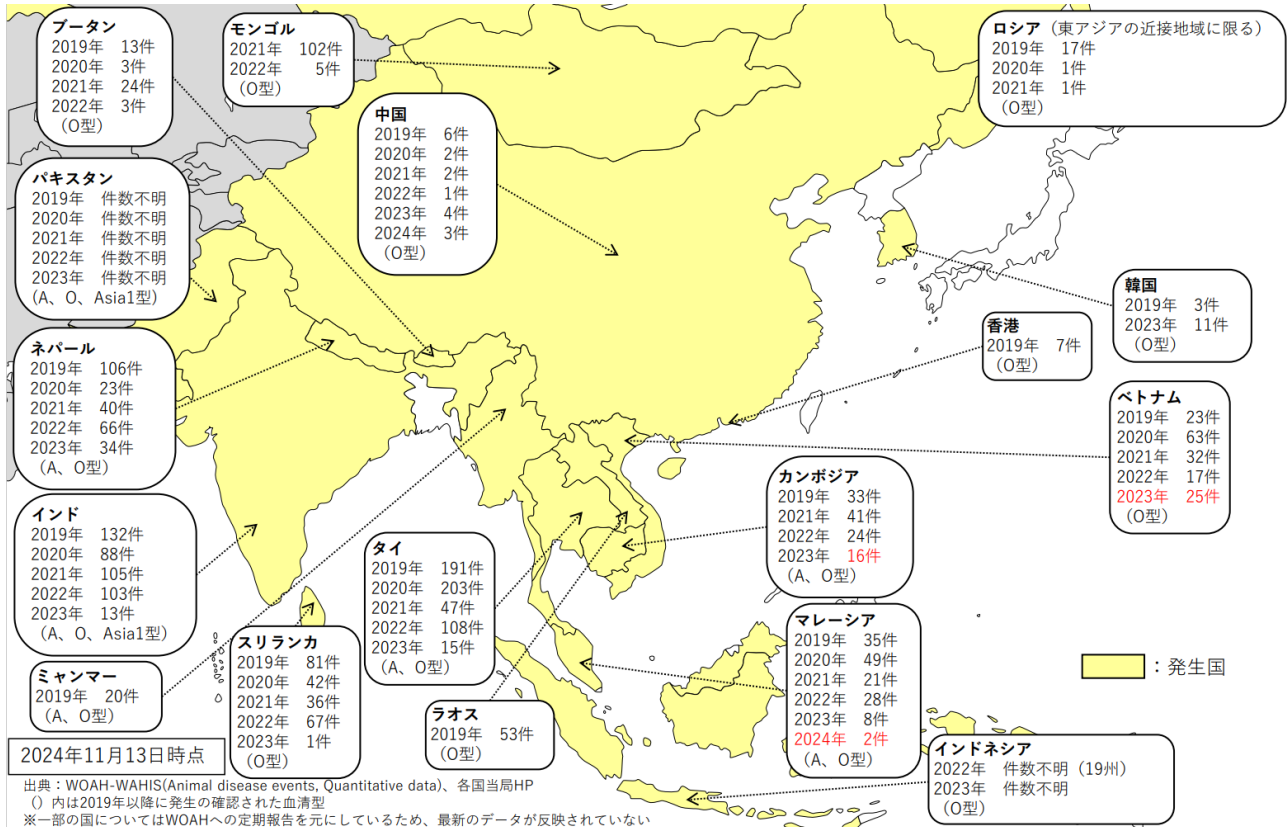 ブータン
2019年 13件
2020年 3件
2021年 24件
2022年 3件
（O型）
モンゴル
2021年 102件
2022年 5件
（O型）
ロシア（東アジアの近接地域に限る）
2019年 17件
2020年 1件
2021年 1件
（O型）
中国
2019年 6件
2020年 2件
2021年 2件
2022年 1件
2023年 4件
2024年 3件
（O型）
パキスタン
2019年 件数不明
2020年 件数不明
2021年 件数不明
2022年 件数不明
2023年 件数不明
(A、O、Asia1型）
韓国
2019年 3件
2023年 11件
（O型）
香港
2019年 7件
（O型）
ネパール
2019年 106件
2020年 23件
2021年 40件
2022年 66件
2023年 34件
（A、O型）
ベトナム
2019年 23件
2020年 63件
2021年 32件
2022年 17件
2023年 25件
（O型）
カンボジア
2019年 33件
2021年 41件
2022年 24件
2023年 16件
（A、O型）
インド
2019年 132件
2020年 88件
2021年 105件
2022年 103件
2023年 13件
（A、O、Asia1型）
タイ
2019年 191件
2020年 203件
2021年 47件
2022年 108件
2023年 15件
（A、O型）
マレーシア
2019年 35件
2020年 49件
2021年 21件
2022年 28件
2023年 8件
2024年 2件
（A、O型）
スリランカ
2019年 81件
2020年 42件
2021年 36件
2022年 67件
2023年 1件
（O型）
ミャンマー
2019年 20件
（A、O型）
ラオス
2019年 53件
（O型）
：発生国
インドネシア
2022年 件数不明（19州）
2023年 件数不明
（O型）
2024年11月13日時点
出典：WOAH-WAHIS(Animal disease events, Quantitative data)、各国当局HP
（）内は2019年以降に発生の確認された血清型
※一部の国についてはWOAHへの定期報告を元にしているため、最新のデータが反映されていない